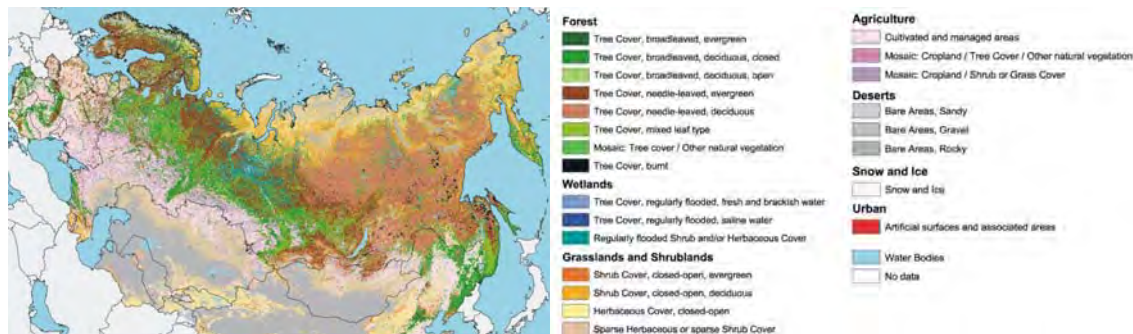 Forest
Tree Cover, broadleaved, evergreen
Tree Cover, broadleaved, deciduous, closed
Tree Cover, broadleaved, deciduous, open
Tree Cover, needle-leaved, evergreen
Tree Cover, needle-leaved, deciduous
Tree Cover, mixed leaf type
Mosaic: Tree cover / Other natural vegetation
Tree Cover, burnt
Wetlands
Tree Cover, regularly flooded, fresh and brackish water
Tree Cover, regularly flooded, saline water
Regularly flooded Shrub and/or Herbaceous Cover
Grasslands and Shrublands
Shrub Cover, closed-open, evergreen
Shrub Cover, closed-open, deciduous
Herbaceous Cover, closed-open
Sparse Herbaceous or sparse Shrub Cover
Agriculture
Cultivated and managed areas
Mosaic: Cropland / Tree Cover / Other natural vegetation
Mosaic: Cropland / Shrub or Grass Cover
Deserts
Bare Areas, Sandy
Bare Areas, Gravel
Bare Areas, Rocky
Snow and Ice
Snow and Ice
Urban
Artificial surfaces and associated areas
Water Bodies
No data